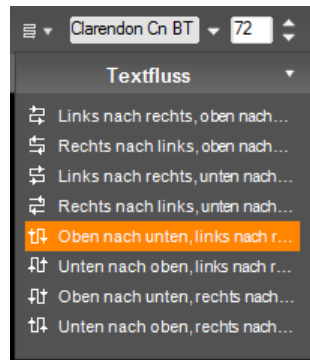 Clarendon Cn BT 72
Textfluss
Links nach rechts, oben nach...
Rechts nach links, oben nach...
Links nach rechts, unten nach...
Rechts nach links, unten nach...
Oben nach unten, links nach r...
Unten nach oben, links nach r...
Oben nach unten, rechts nach...
Unten nach oben, rechts nach...